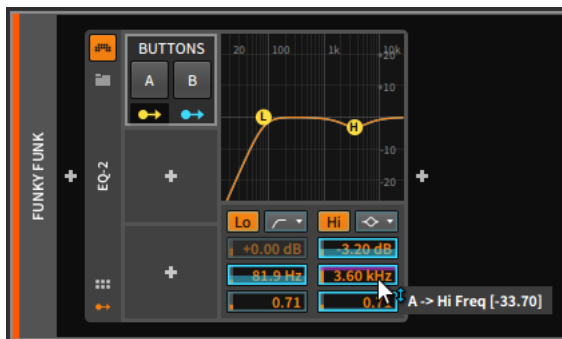 FUNKY FUNK
EQ-2
BUTTONS
A
B
20
100
1k
10k
+20
+10
-10
-20
L
H
Lo
Hi
+0.00 dB
-3.20 dB
81.9 Hz
3.60 kHz
0.71
A -> Hi Freq [-33.70]